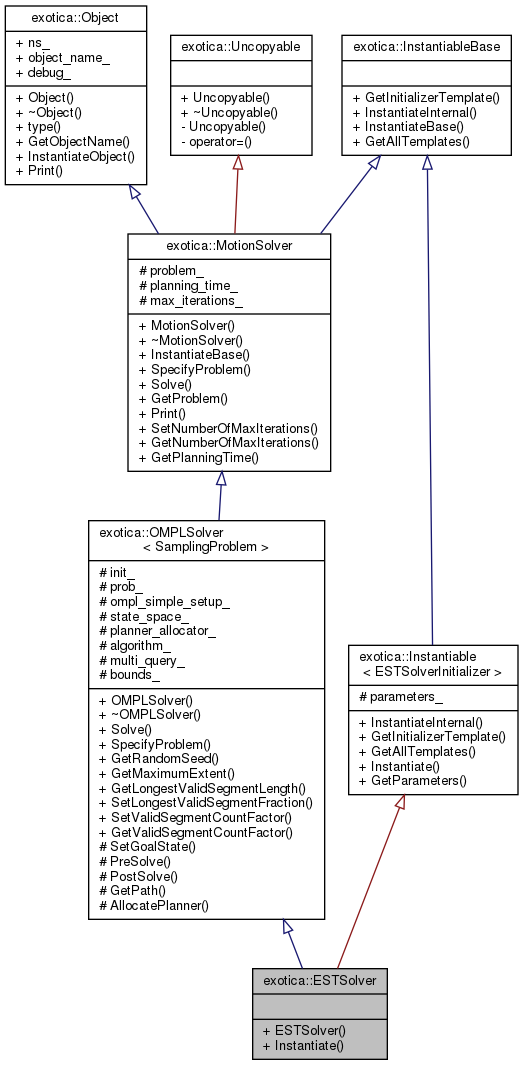 exotica::Object
+ ns_
+ object_name_
+ debug_
+ Object()
+ ~Object()
+ type()
+ GetObjectName()
+ InstantiateObject()
+ Print()
exotica::Uncopyable
+ Uncopyable()
+ ~Uncopyable()
- Uncopyable()
- operator=()
exotica::InstantiableBase
+ GetInitializerTemplate()
+ InstantiateInternal()
+ InstantiateBase()
+ GetAllTemplates()
exotica::MotionSolver
# problem_
# planning_time_
# max_iterations_
+ MotionSolver()
+ ~MotionSolver()
+ InstantiateBase()
+ SpecifyProblem()
+ Solve()
+ GetProblem()
+ Print()
+ SetNumberOfMaxIterations()
+ GetNumberOfMaxIterations()
+ GetPlanningTime()
exotica::OMPLSolver
< SamplingProblem >
# init_
# prob_
# ompl_simple_setup_
# state_space_
# planner_allocator_
# algorithm_
# multi_query_
# bounds_
+ OMPLSolver()
+ ~OMPLSolver()
+ Solve()
+ SpecifyProblem()
+ GetRandomSeed()
+ GetMaximumExtent()
+ GetLongestValidSegmentLength()
+ SetLongestValidSegmentFraction()
+ SetValidSegmentCountFactor()
+ GetValidSegmentCountFactor()
# SetGoalState()
# PreSolve()
# PostSolve()
# GetPath()
# AllocatePlanner()
exotica::Instantiable
< ESTSolverInitializer >
# parameters_
+ InstantiateInternal()
+ GetInitializerTemplate()
+ GetAllTemplates()
+ Instantiate()
+ GetParameters()
exotica::ESTSolver
+ ESTSolver()
+ Instantiate()